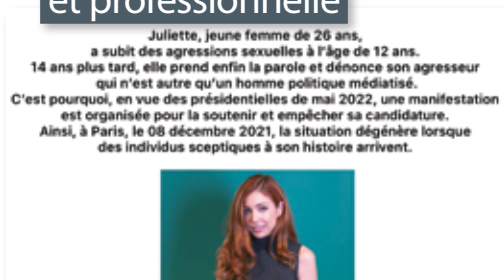 et professionnelle
Juliette, jeune femme de 26 ans,
a subit des agressions sexuelles à l'âge de 12 ans.
14 ans plus tard, elle prend enfin la parole et dénonce son agresseur
qui n'est autre qu'un homme politique médiatisé.
C'est pourquoi, en vue des présidentielles de mai 2022, une manifestation
est organisée pour la soutenir et empêcher sa candidature.
Ainsi, à Paris, le 08 décembre 2021, la situation dégénère lorsque
des individus sceptiques à son histoire arrivent.